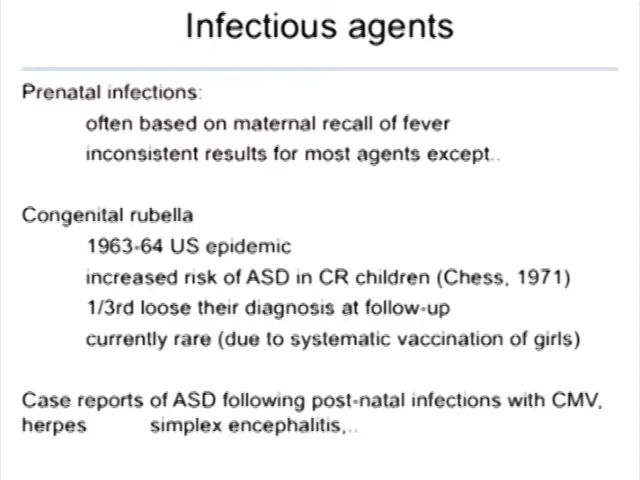 Infectious agents
Prenatal infections:
often based on maternal recall of fever
inconsistent results for most agents except..
Congenital rubella
1963-64 US epidemic
increased risk of ASD in CR children (Chess, 1971)
1/3rd loose their diagnosis at follow-up
currently rare (due to systematic vaccination of girls)
Case reports of ASD following post-natal infections with CMV,
herpes simplex encephalitis,..